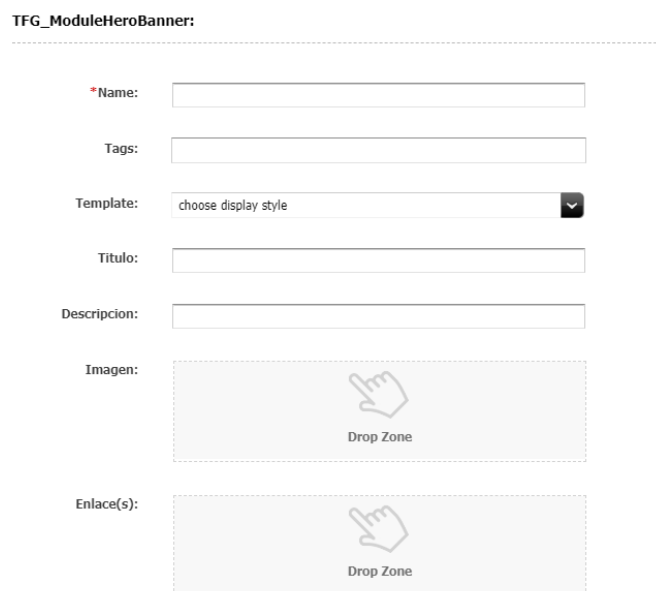 TFG_ModuleHeroBanner:
*Name:
Tags:
Template: choose display style
Titulo:
Descripcion:
Imagen:
Drop Zone
Enlace(s):
Drop Zone